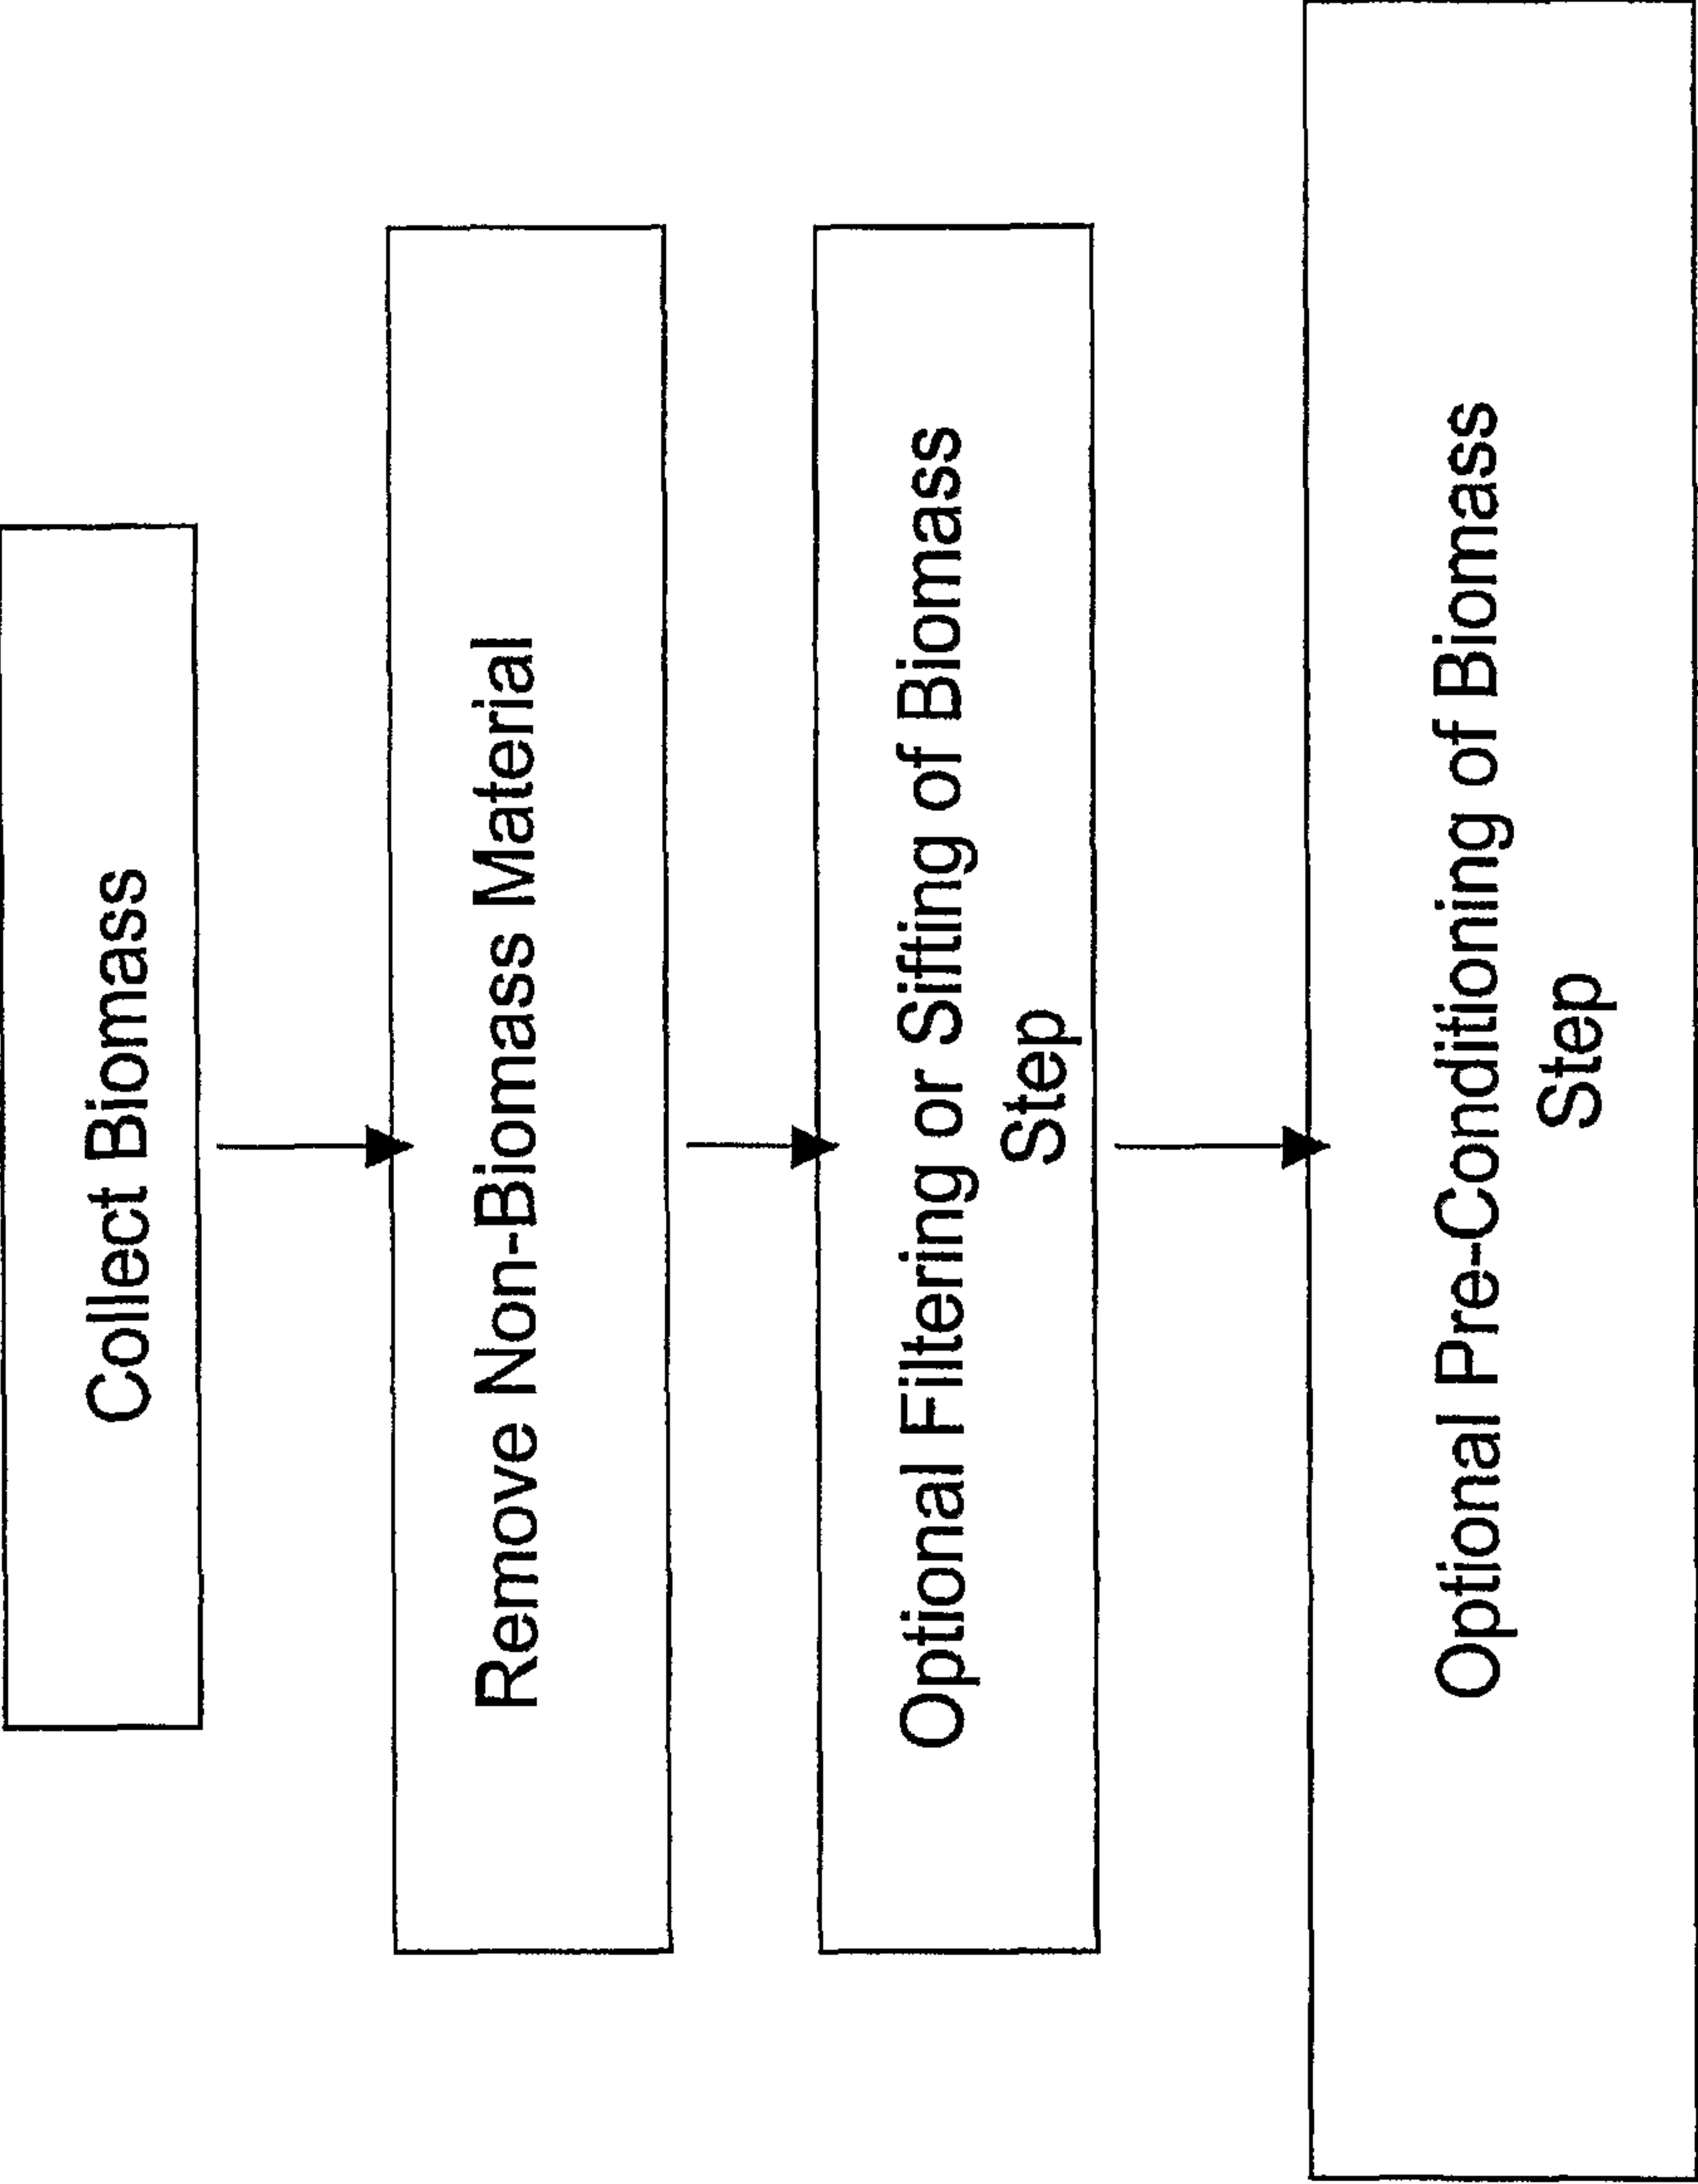 Collect Biomass
Remove Non-Biomass Material
Optional Filtering or Sifting of Biomass
Step
Optional Pre-Conditioning of Biomass
Step